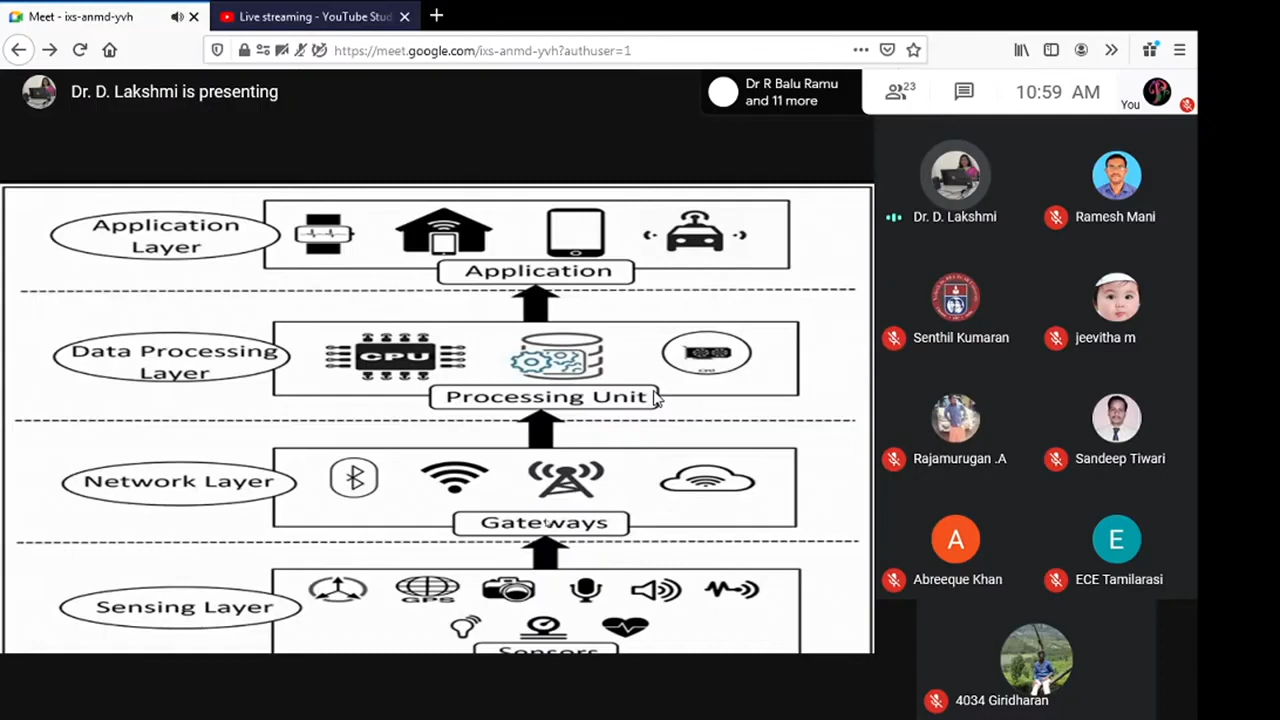 Meet - ixs-anmd-yvh
Live streaming - YouTube Stud
https://meet.google.com/ixs-anmd-yvh?authuser=1
Dr. D. Lakshmi is presenting
Dr R Balu Ramu
and 11 more
23
10:59 AM
You
Application
Layer
Application
Data Processing
Layer
CPU
Processing Unit
Network Layer
Gateways
Sensing Layer
GPS
Sensors
Dr. D. Lakshmi
Ramesh Mani
Senthil Kumaran
jeevitha m
Rajamurugan .A
Sandeep Tiwari
A
Abreeque Khan
E
ECE Tamilarasi
4034 Giridharan